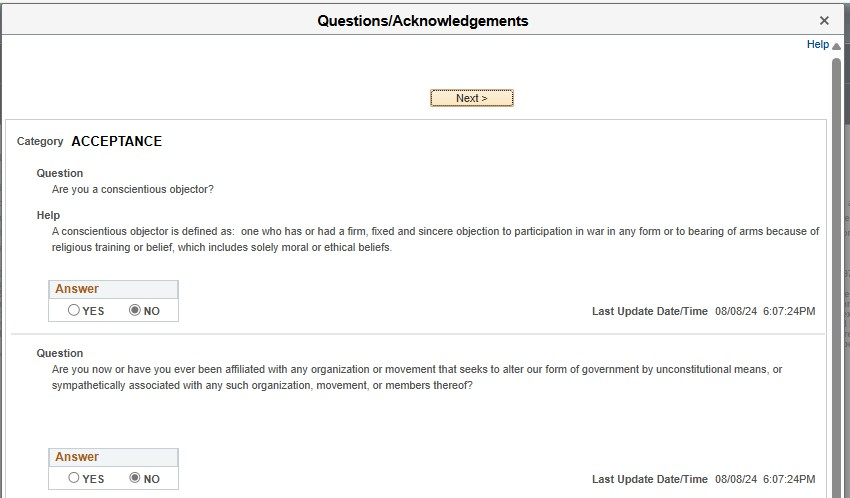 Questions/Acknowledgements
Help
Next >
Category ACCEPTANCE
Question
Are you a conscientious objector?
Help
A conscientious objector is defined as:  one who has or had a firm, fixed and sincere objection to participation in war in any form or to bearing of arms because of
religious training or belief, which includes solely moral or ethical beliefs.
Answer
YES NO
Last Update Date/Time 08/08/24 6:07:24PM
Question
Are you now or have you ever been affiliated with any organization or movement that seeks to alter our form of government by unconstitutional means, or
sympathetically associated with any such organization, movement, or members thereof?
Answer
YES NO
Last Update Date/Time 08/08/24 6:07:24PM